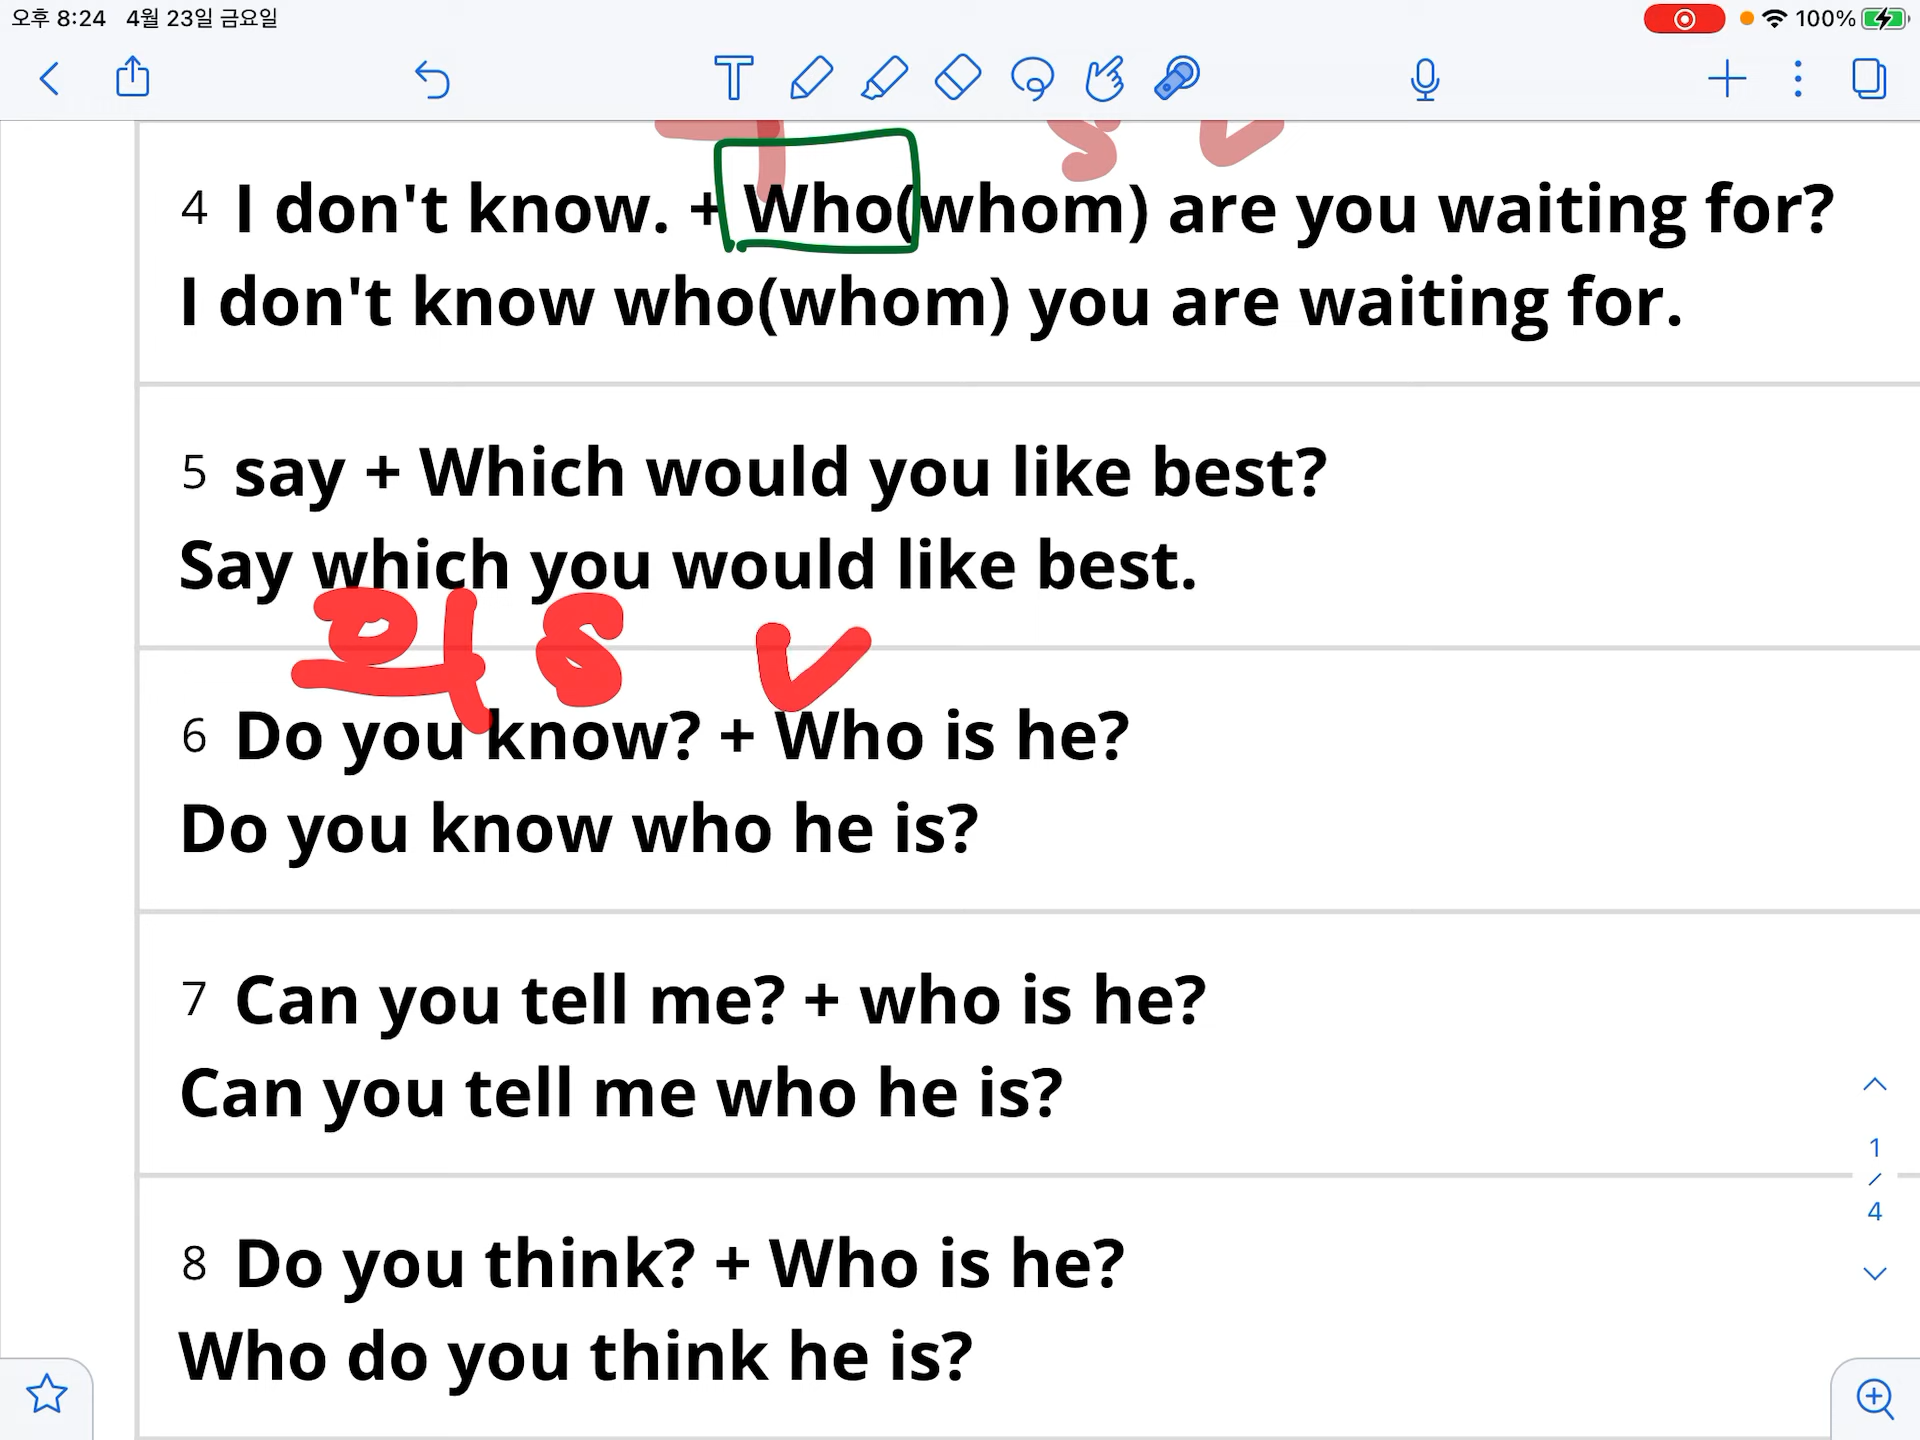 오후 8:24 4월 23일 금요일 100%
4 I don't know. + Who(whom) are you waiting for?
I don't know who(whom) you are waiting for.
5 say + Which would you like best?
Say which you would like best.
의 S V
6 Do you know? + Who is he?
Do you know who he is?
7 Can you tell me? + who is he?
Can you tell me who he is?
1
/
4
8 Do you think? + Who is he?
Who do you think he is?